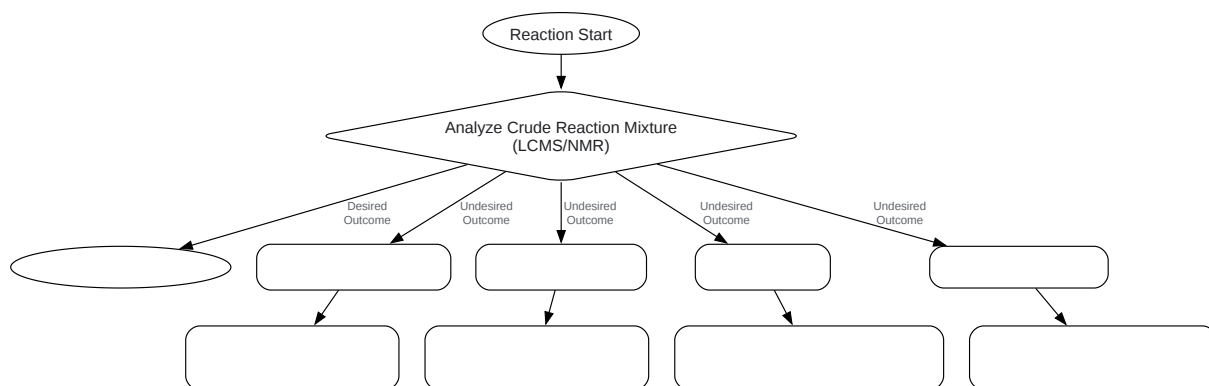 Reaction Start
Analyze Crude Reaction Mixture
(LCMS/NMR)
Desired
Outcome
Undesired
Outcome
Undesired
Outcome
Undesired
Outcome
Undesired
Outcome